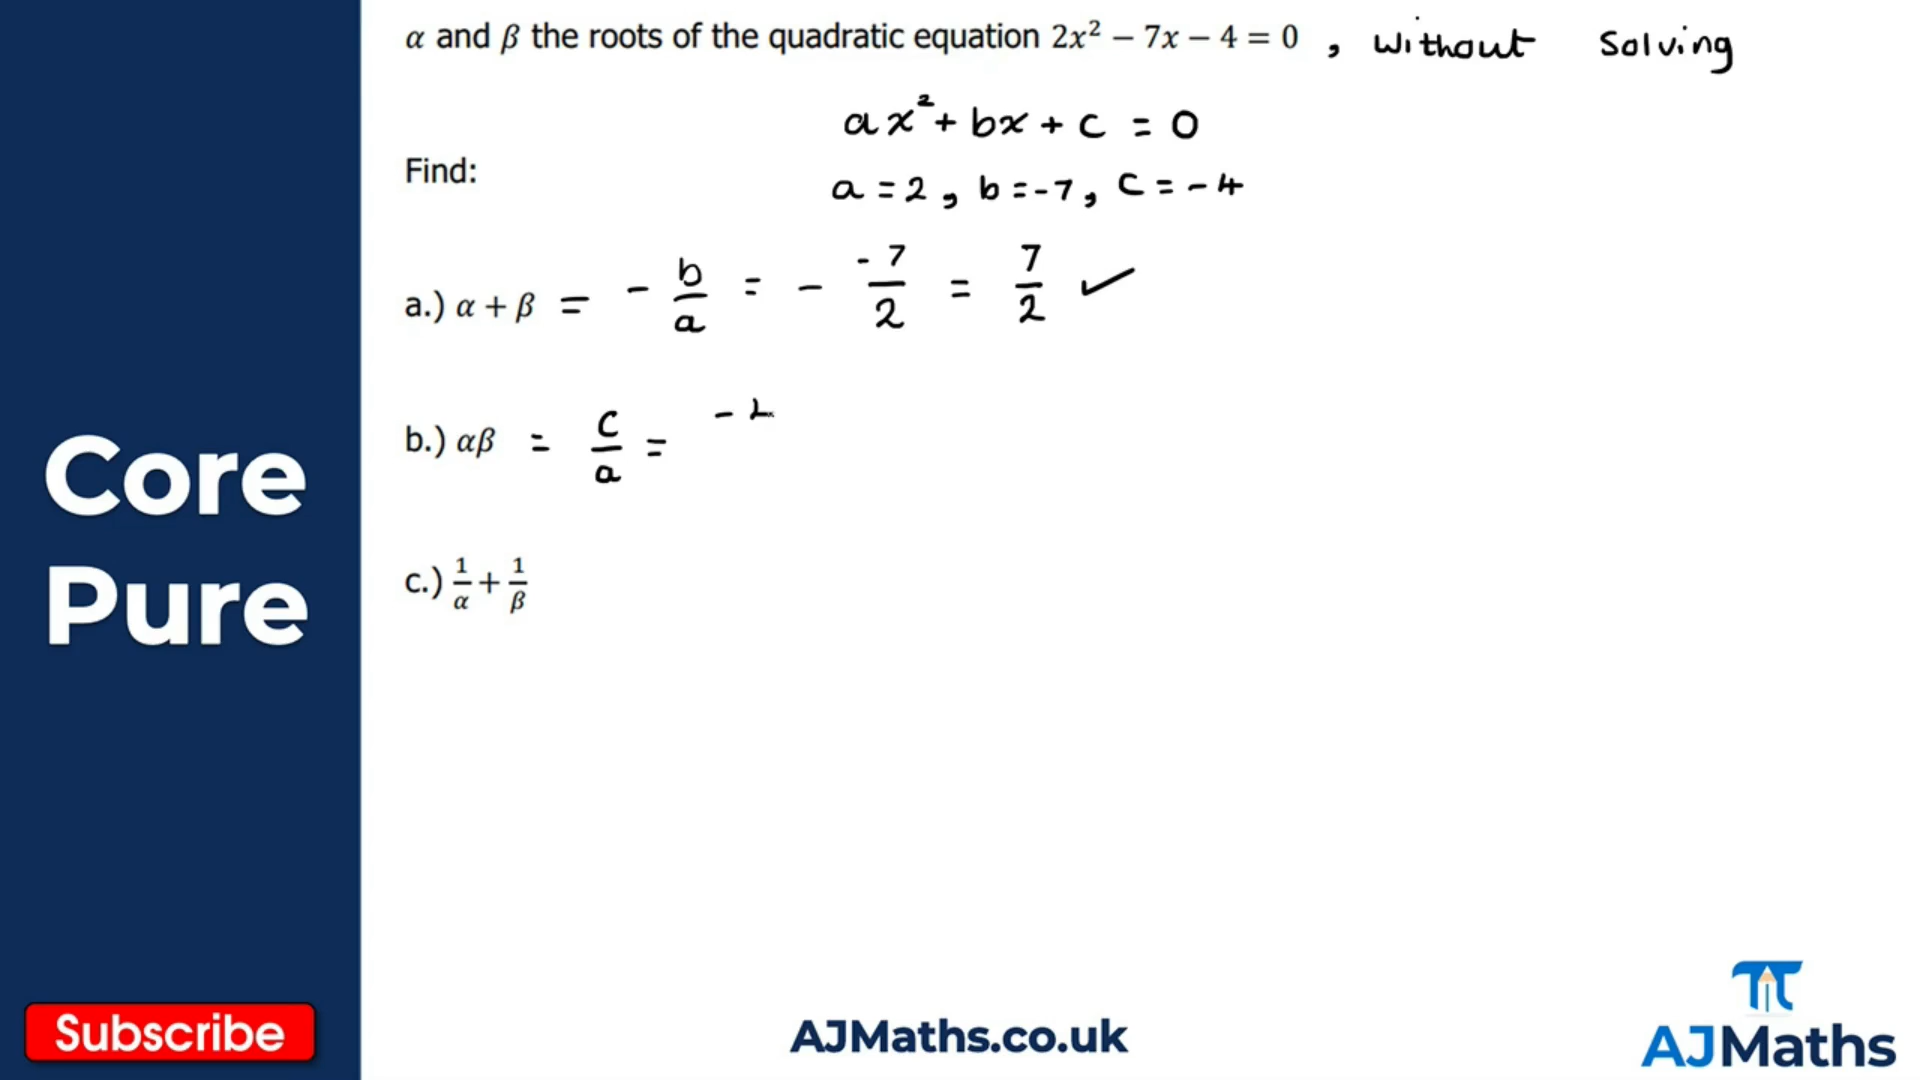 α and β the roots of the quadratic equation 2x² − 7x − 4 = 0 , without solving
ax² + bx + c = 0
Find:
a = 2 , b = -7 , c = -4
a.) α + β = - b/a = - -7/2 = 7/2 ✓
b.) αβ = c/a = -
c.) 1/α + 1/β
Core
Pure
Subscribe
AJMaths.co.uk
AJMaths